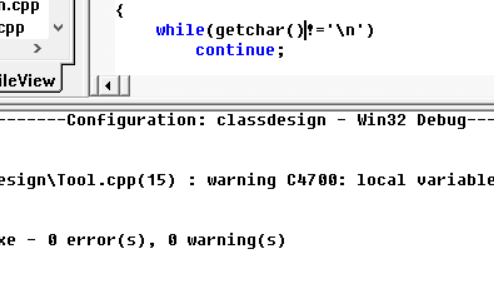 n.cpp
cpp
ileView
{
while(getchar()!='\n')
continue;
-------Configuration: classdesign - Win32 Debug---
esign\Tool.cpp(15) : warning C4700: local variable
xe - 0 error(s), 0 warning(s)